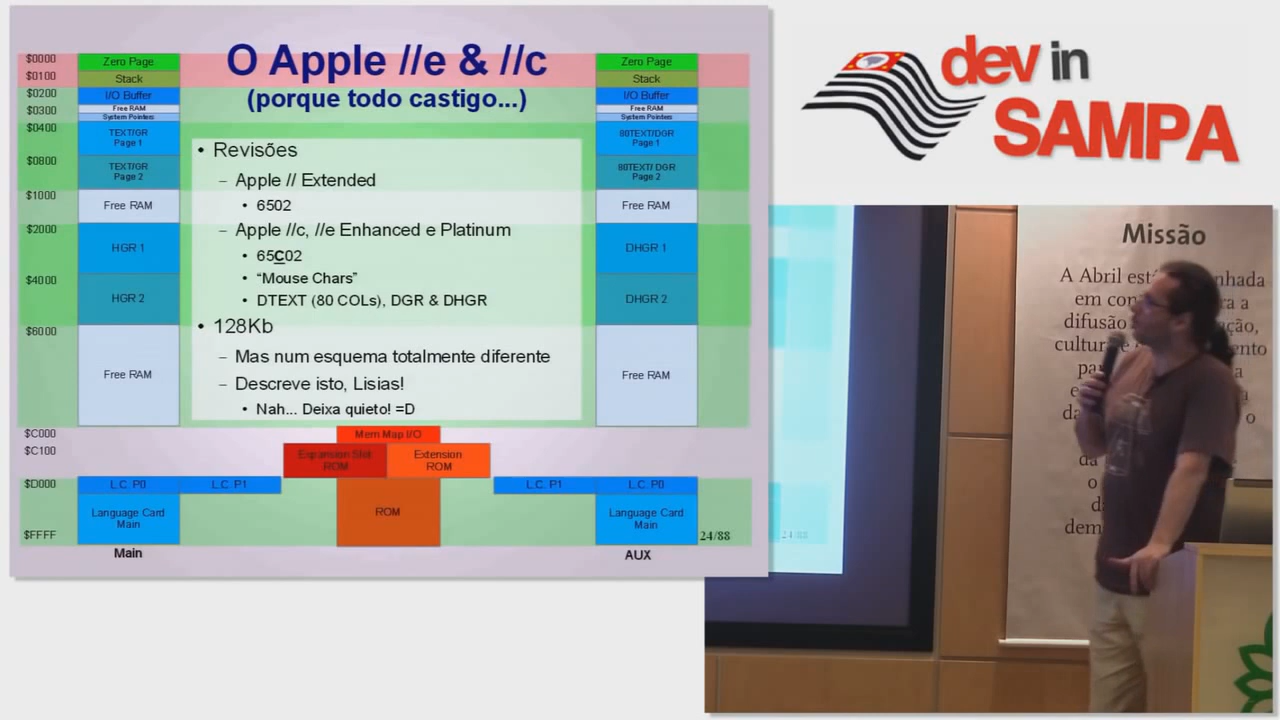 O Apple //e & //c
(porque todo castigo...)
$0000
$0100
$0200
$0300
$0400
$0800
$1000
$2000
$4000
$6000
$C000
$C100
$D000
$FFFF
Zero Page
Stack
I/O Buffer
Free RAM
System Pointers
TEXT/GR
Page 1
TEXT/GR
Page 2
Free RAM
HGR 1
HGR 2
Free RAM
• Revisões
– Apple // Extended
• 6502
– Apple //c, //e Enhanced e Platinum
• 65C02
• “Mouse Chars”
• DTEXT (80 COLs), DGR & DHGR
• 128Kb
– Mas num esquema totalmente diferente
– Descreve isto, Lisias!
• Nah... Deixa quieto! =D
Zero Page
Stack
I/O Buffer
Free RAM
System Pointers
80TEXT/DGR
Page 1
80TEXT/ DGR
Page 2
Free RAM
DHGR 1
DHGR 2
Free RAM
Mem Map I/O
Expansion Slot
ROM
Extension
ROM
L.C. P0
L.C. P1
L.C. P1
L.C. P0
Language Card
Main
ROM
Language Card
Main
Main
AUX
24/88
dev in
SAMPA
24/88
Missão
A Abril está
em con
difusão
cultur